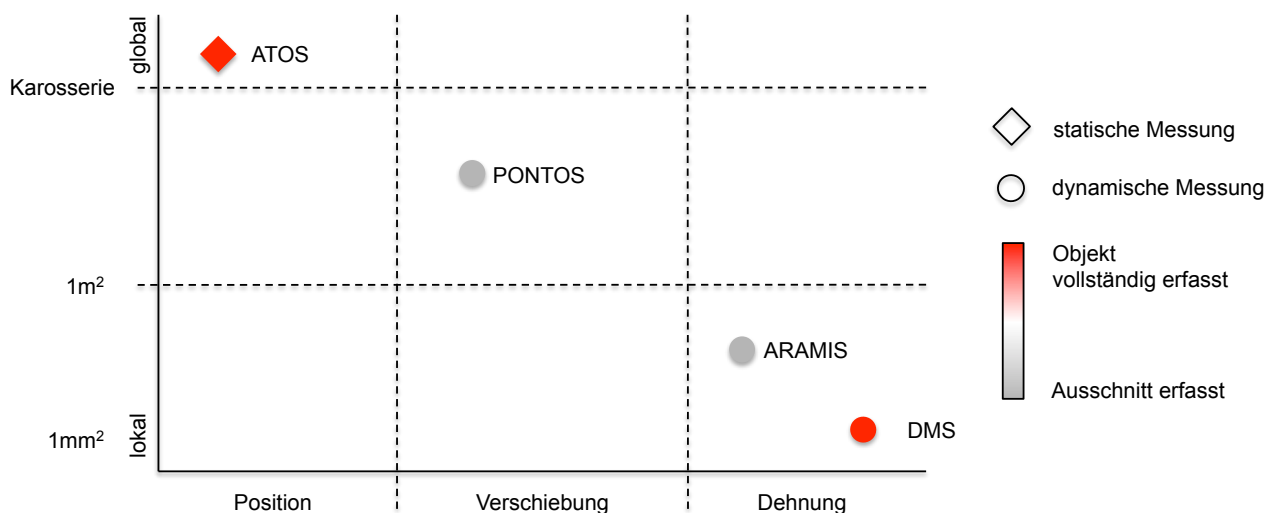 global
ATOS
Karosserie
statische Messung
PONTOS
dynamische Messung
Objekt
vollständig erfasst
1m²
ARAMIS
Ausschnitt erfasst
lokal
1mm²
DMS
Position
Verschiebung
Dehnung